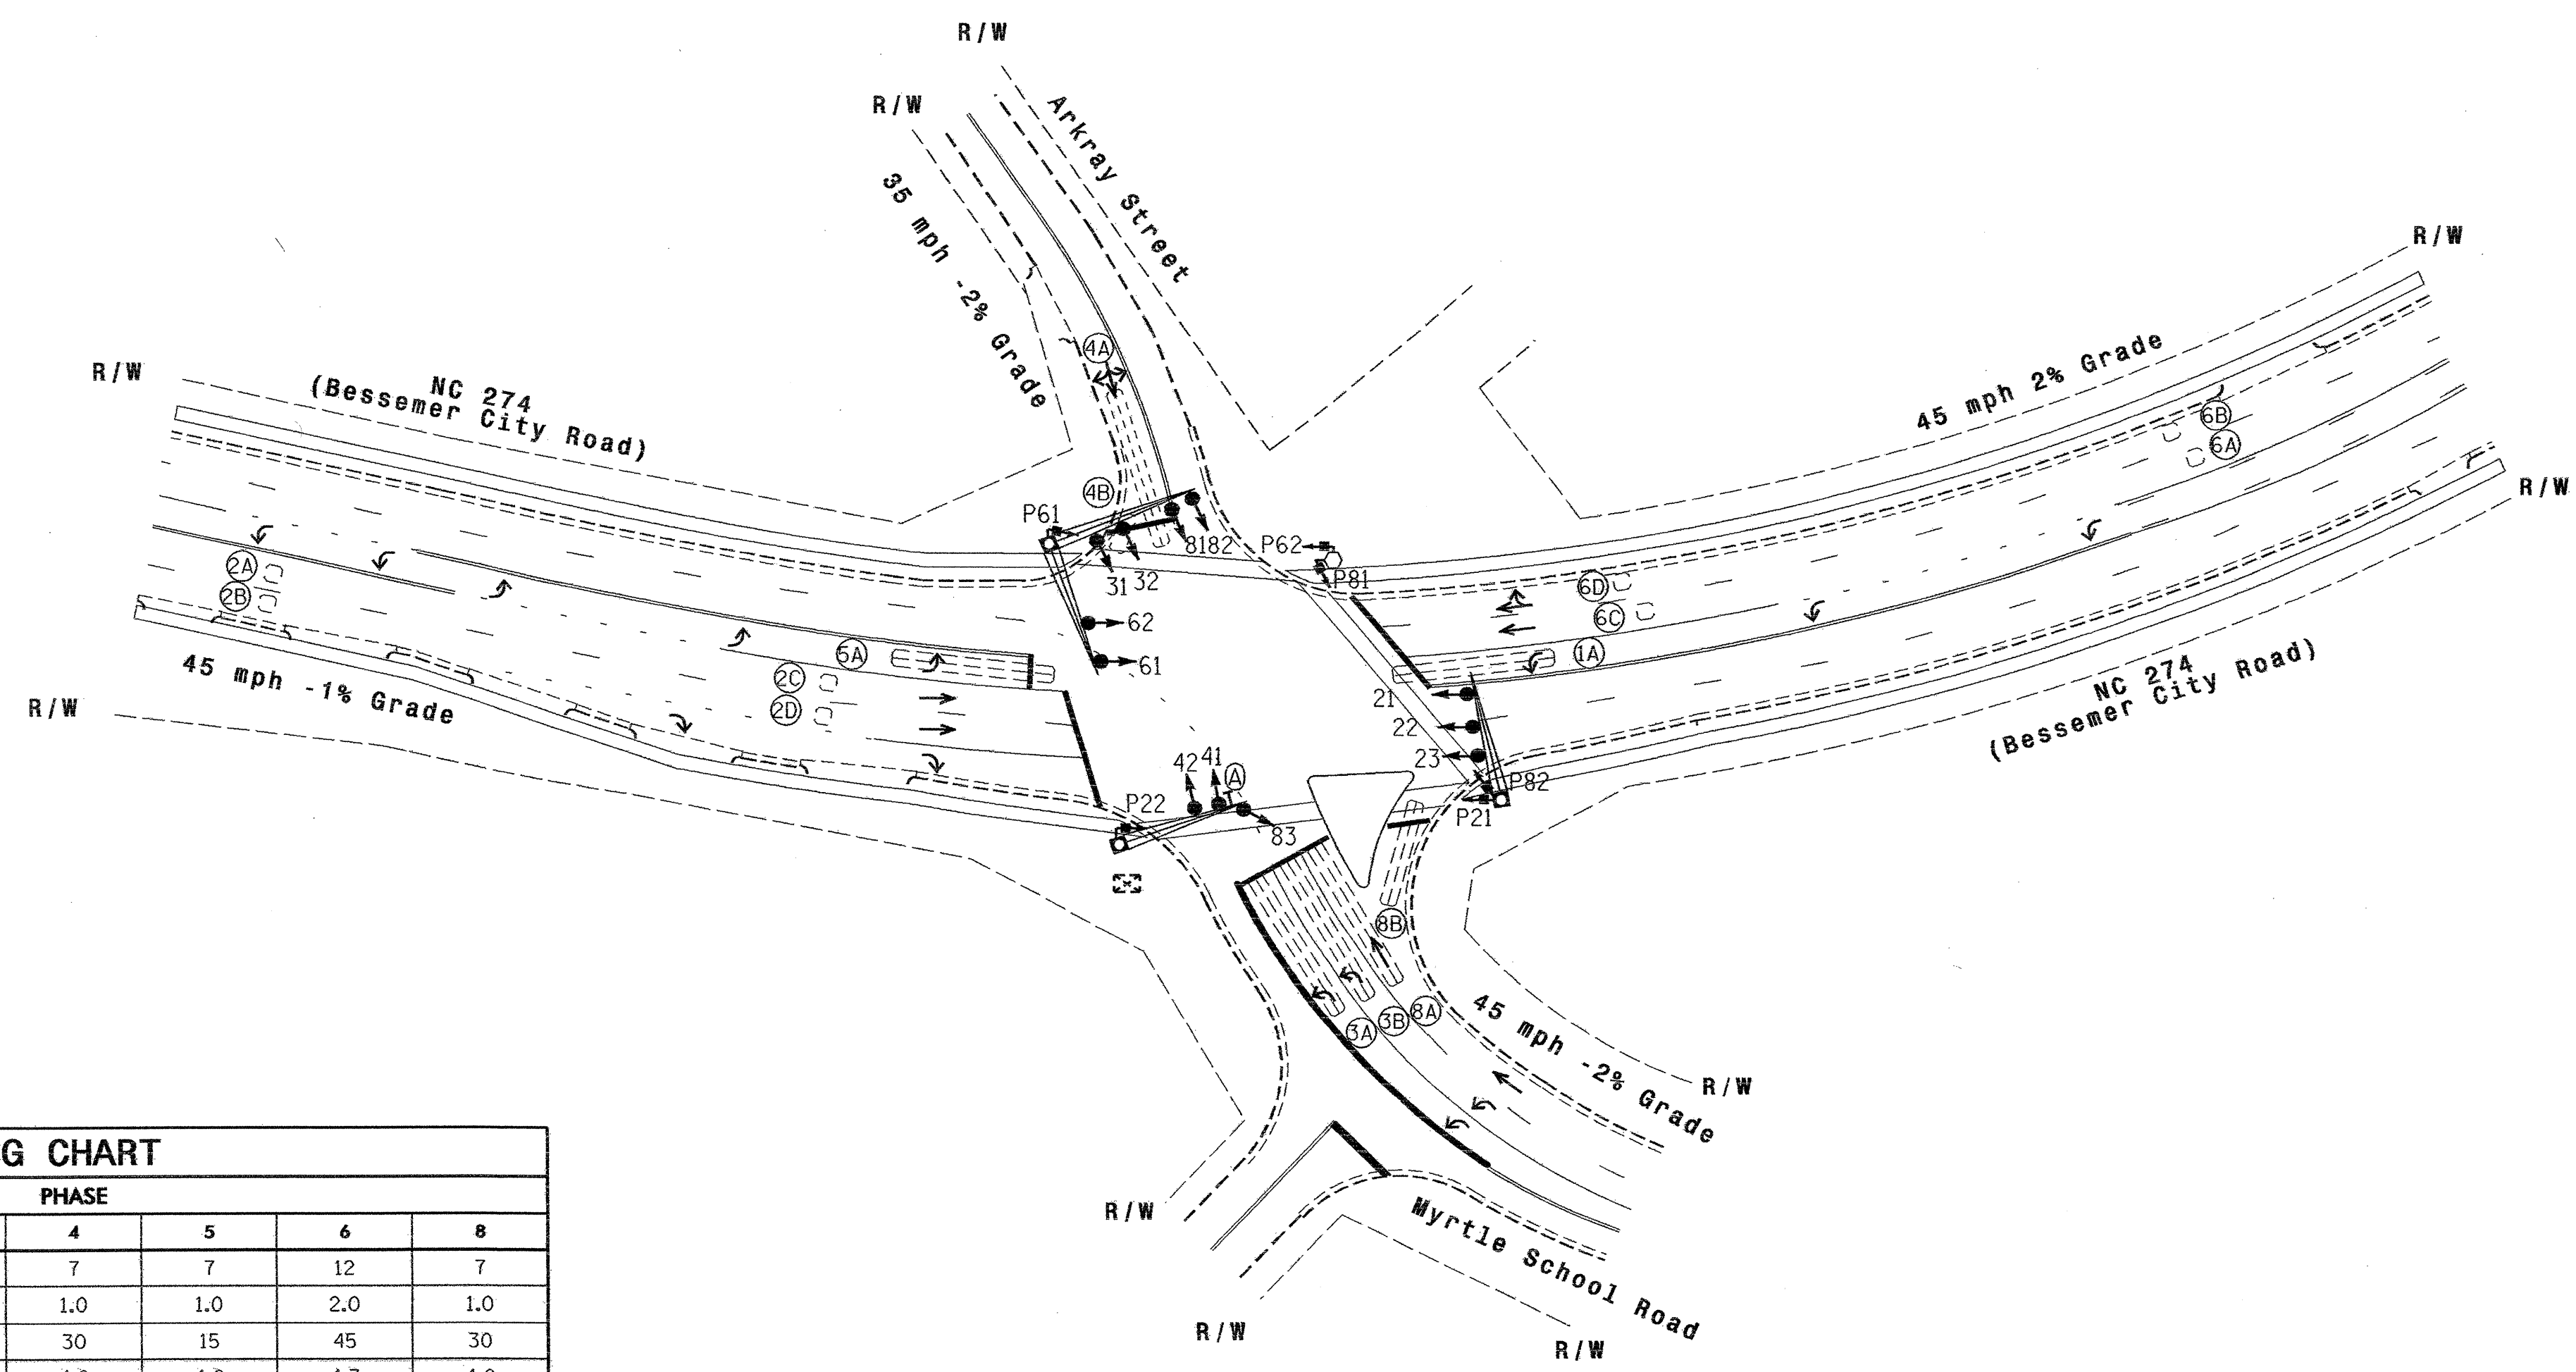 R/W
R/W
Arkray Street
35 mph -2% Grade
R/W
R/W
NC 274
(Bessemer City Road)
45 mph 2% Grade
4A
6B
6A
R/W
4B
P61
8182
P62
2A
31 32
P81
6D
2B
6C
62
5A
61
1A
45 mph -1% Grade
2C
2D
21
NC 274
(Bessemer City Road)
R/W
22
23
42 41
A
P82
P22
P21
83
8B
45 mph -2% Grade
3A
3B
8A
R/W
G CHART
PHASE
4 5 6 8
7 7 12 7
1.0 1.0 2.0 1.0
30 15 45 30
R/W
Myrtle School Road
R/W
R/W